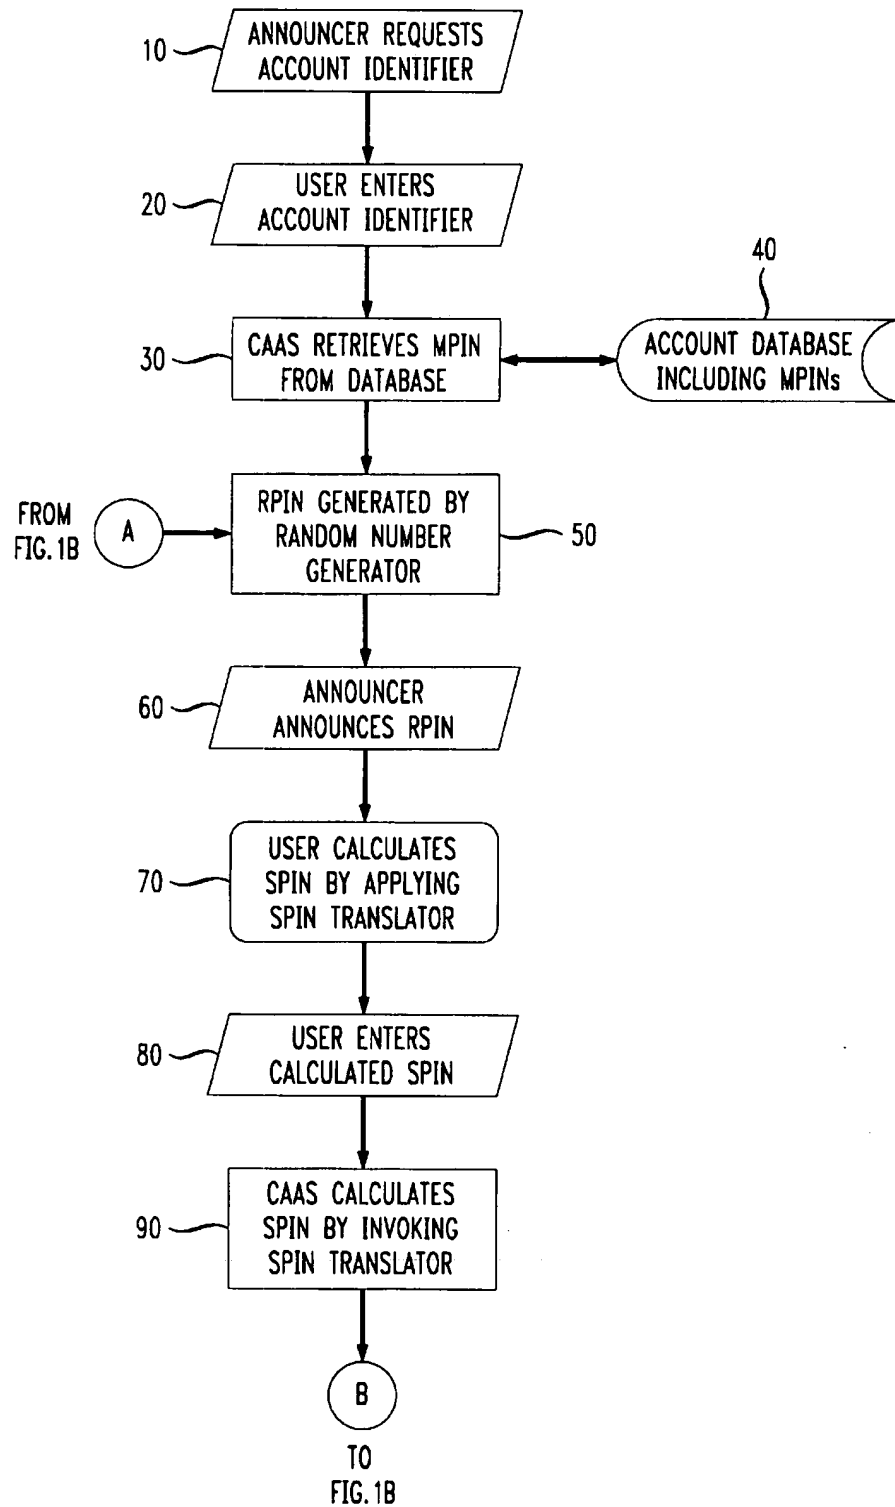 10
ANNOUNCER REQUESTS
ACCOUNT IDENTIFIER
20
USER ENTERS
ACCOUNT IDENTIFIER
30
CAAS RETRIEVES MPIN
FROM DATABASE
40
ACCOUNT DATABASE
INCLUDING MPINs
FROM
FIG.1B
A
RPIN GENERATED BY
RANDOM NUMBER
GENERATOR
50
60
ANNOUNCER
ANNOUNCES RPIN
70
USER CALCULATES
SPIN BY APPLYING
SPIN TRANSLATOR
80
USER ENTERS
CALCULATED SPIN
90
CAAS CALCULATES
SPIN BY INVOKING
SPIN TRANSLATOR
B
TO
FIG.1B